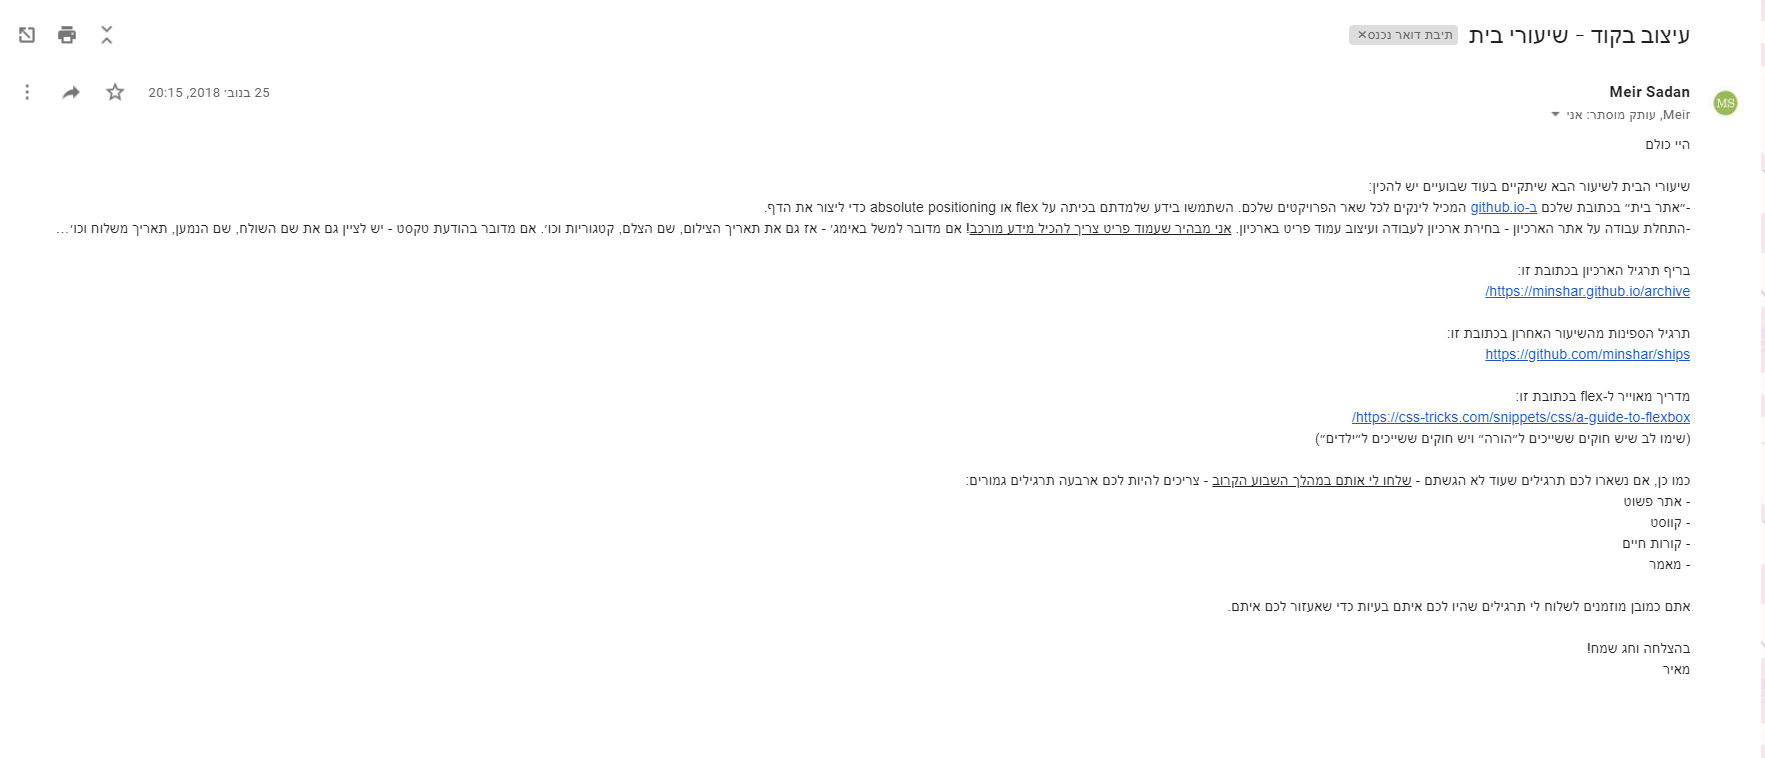 עיצוב בקוד - שיעורי בית תיבת דואר נכנס×
Meir Sadan 25 בנוב׳ 2018, 20:15
MS
Meir, עותק מוסתר: אני
היי כולם
שיעורי הבית לשיעור הבא שיתקיים בעוד שבועיים יש להכין:
-״אתר בית״ בכתובת שלכם ב-github.io המכיל לינקים לכל שאר הפרויקטים שלכם. השתמשו בידע שלמדתם בכיתה על flex או absolute positioning כדי ליצור את הדף.
-התחלת עבודה על אתר הארכיון - בחירת ארכיון לעבודה ועיצוב עמוד פריט בארכיון. אני מבהיר שעמוד פריט צריך להכיל מידע מורכב! אם מדובר למשל באימג׳ - אז גם את תאריך הצילום, שם הצלם, קטגוריות וכו׳. אם מדובר בהודעת טקסט - יש לציין גם את שם השולח, שם הנמען, תאריך משלוח וכו׳...
בריף תרגיל הארכיון בכתובת זו:
https://minshar.github.io/archive/
תרגיל הספינות מהשיעור האחרון בכתובת זו:
https://github.com/minshar/ships
מדריך מאוייר ל-flex בכתובת זו:
https://css-tricks.com/snippets/css/a-guide-to-flexbox/
(שימו לב שיש חוקים ששייכים ל״הורה״ ויש חוקים ששייכים ל״ילדים״)
כמו כן, אם נשארו לכם תרגילים שעוד לא הגשתם - שלחו לי אותם במהלך השבוע הקרוב - צריכים להיות לכם ארבעה תרגילים גמורים:
- אתר פשוט
- קווסט
- קורות חיים
- מאמר
אתם כמובן מוזמנים לשלוח לי תרגילים שהיו לכם איתם בעיות כדי שאעזור לכם איתם.
בהצלחה וחג שמח!
מאיר